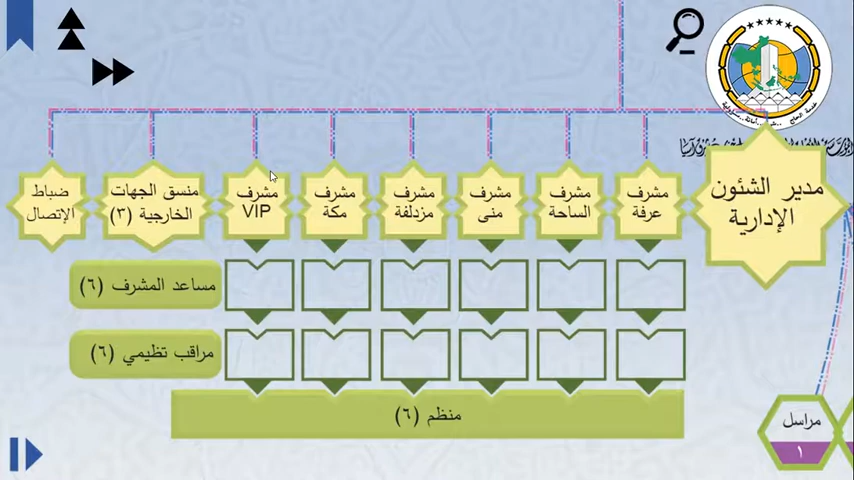 مدير الشئون
الإدارية
مشرف
عرفة
مشرف
الساحة
مشرف
منى
مشرف
مزدلفة
مشرف
مكة
مشرف
VIP
منسق الجهات
الخارجية (٣)
ضباط
الإتصال
مساعد المشرف (٦)
مراقب تظيمي (٦)
منظم (٦)
مراسل
١